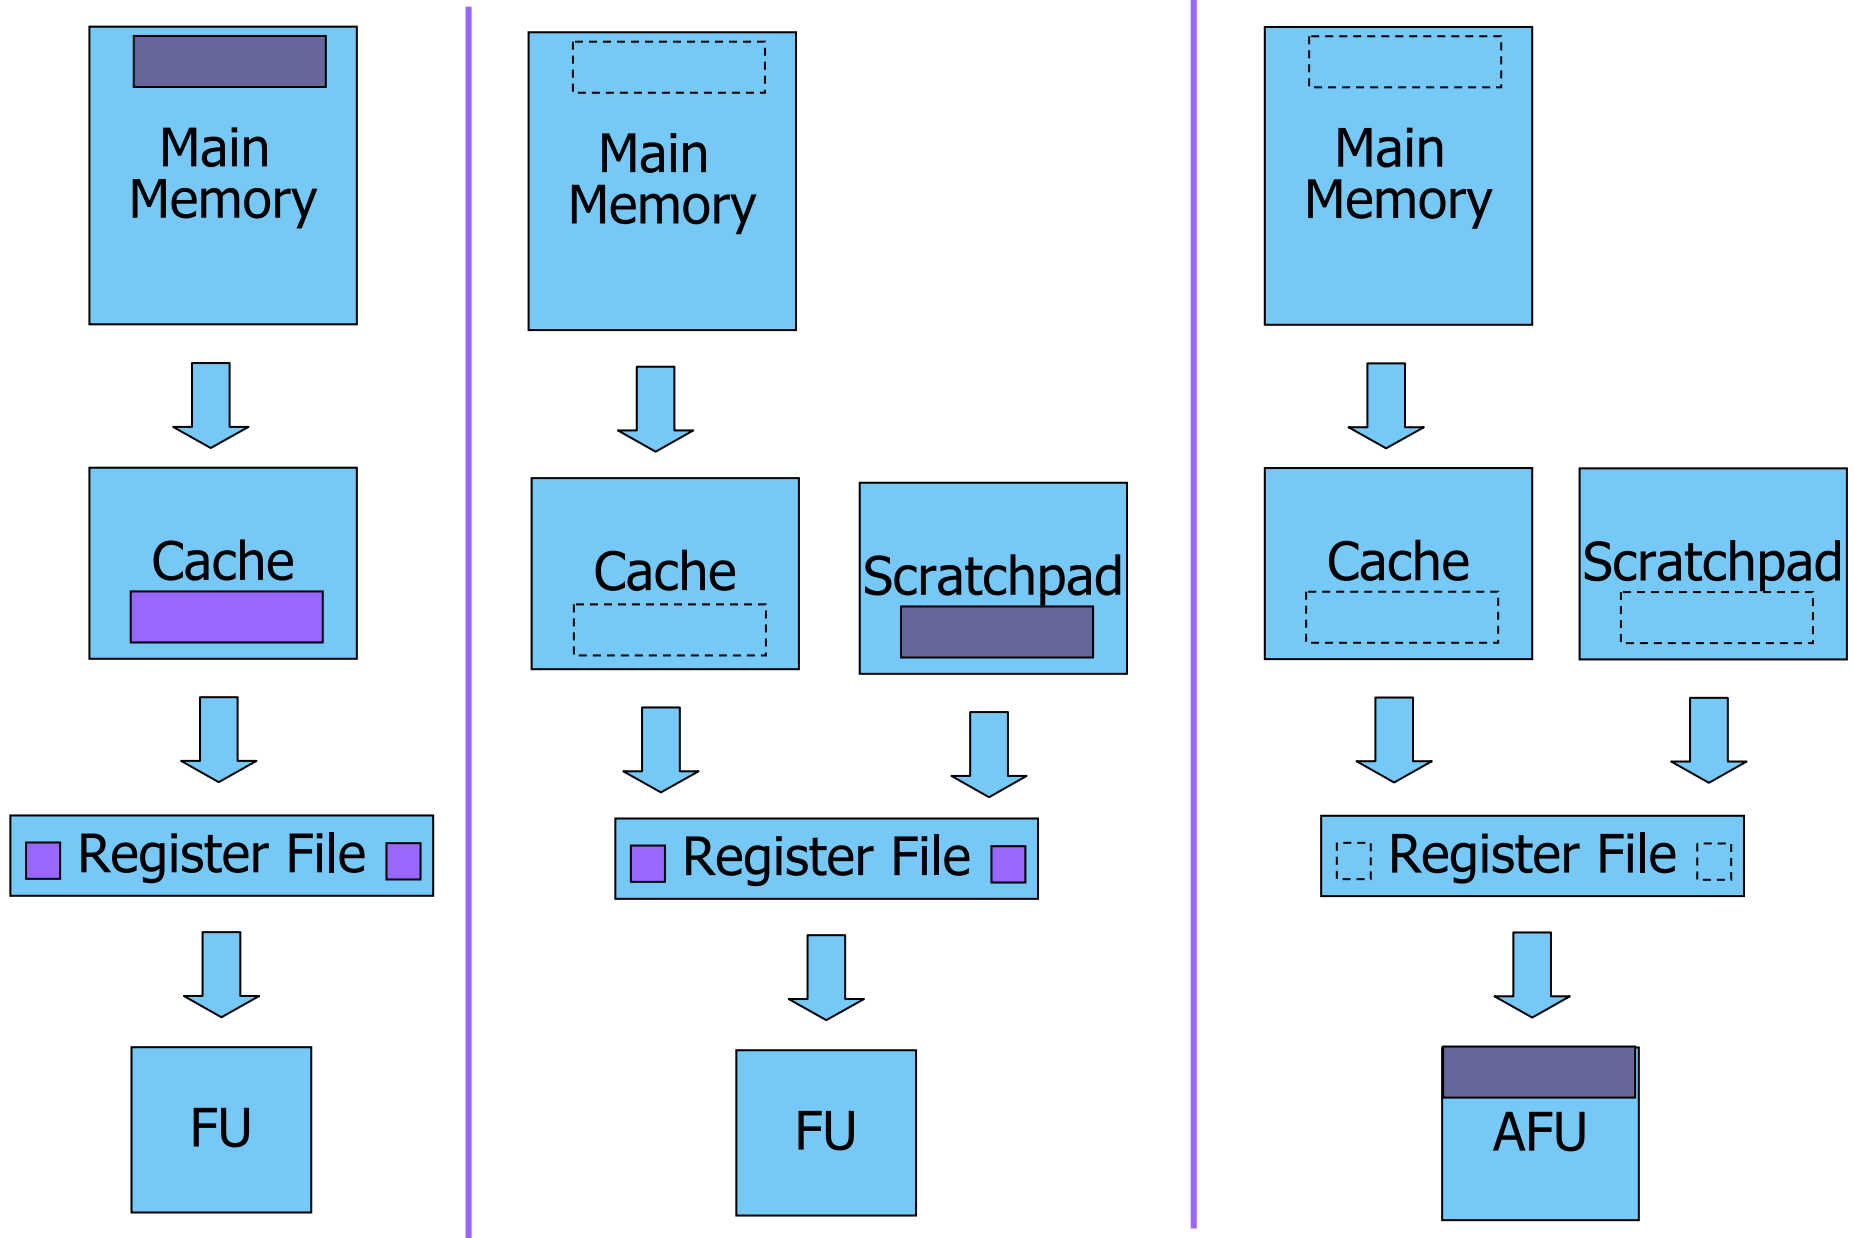 Main
Memory
Cache
Register File
FU
Main
Memory
Cache
Scratchpad
Register File
FU
Main
Memory
Cache
Scratchpad
Register File
AFU